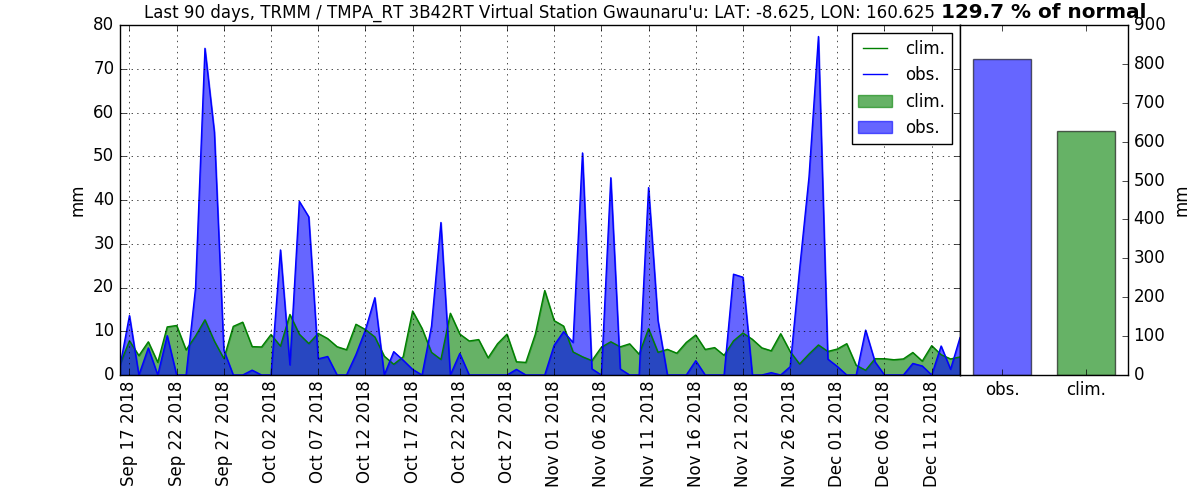 Last 90 days, TRMM / TMPA_RT 3B42RT Virtual Station Gwaunaru'u: LAT: -8.625, LON: 160.625 129.7 % of normal
80
70
60
50
40
30
20
10
0
mm
clim.
obs.
clim.
obs.
900
800
700
600
500
400
300
200
100
0
mm
obs.
clim.
Sep 17 2018
Sep 22 2018
Sep 27 2018
Oct 02 2018
Oct 07 2018
Oct 12 2018
Oct 17 2018
Oct 22 2018
Oct 27 2018
Nov 01 2018
Nov 06 2018
Nov 11 2018
Nov 16 2018
Nov 21 2018
Nov 26 2018
Dec 01 2018
Dec 06 2018
Dec 11 2018